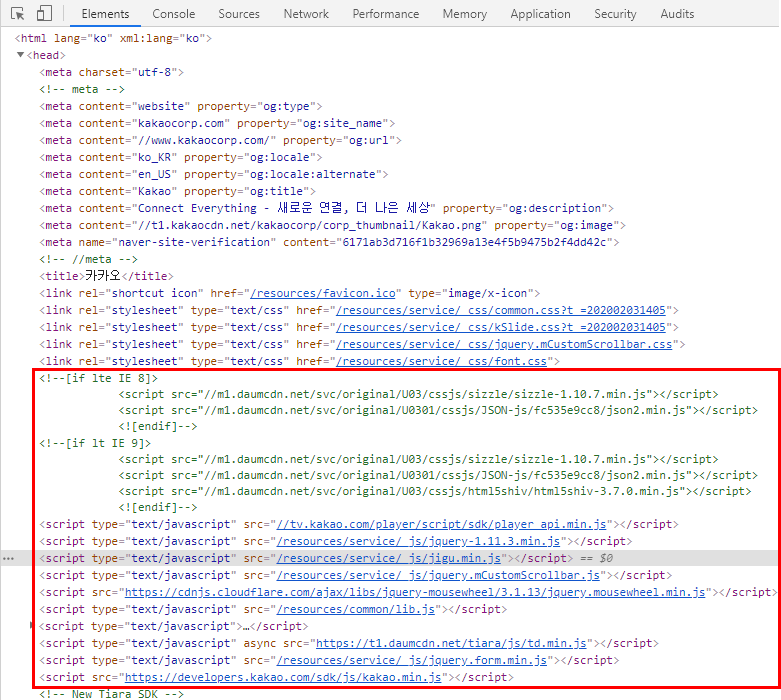 Elements Console Sources Network Performance Memory Application Security Audits
<html lang="ko" xml:lang="ko">
<head>
<meta charset="utf-8">
<!-- meta -->
<meta content="website" property="og:type">
<meta content="kakaocorp.com" property="og:site_name">
<meta content="//www.kakaocorp.com/" property="og:url">
<meta content="ko_KR" property="og:locale">
<meta content="en_US" property="og:locale:alternate">
<meta content="Kakao" property="og:title">
<meta content="Connect Everything - 새로운 연결, 더 나은 세상" property="og:description">
<meta content="//t1.kakaocdn.net/kakaocorp/corp_thumbnail/Kakao.png" property="og:image">
<meta name="naver-site-verification" content="6171ab3d716f1b32969a13e4f5b9475b2f4dd42c">
<!-- //meta -->
<title>카카오</title>
<link rel="shortcut icon" href="/resources/favicon.ico" type="image/x-icon">
<link rel="stylesheet" type="text/css" href="/resources/service/_css/common.css?t_=202002031405">
<link rel="stylesheet" type="text/css" href="/resources/service/_css/kSlide.css?t_=202002031405">
<link rel="stylesheet" type="text/css" href="/resources/service/_css/jquery.mCustomScrollbar.css">
<link rel="stylesheet" type="text/css" href="/resources/service/_css/font.css">
<!--[if lte IE 8]>
<script src="//m1.daumcdn.net/svc/original/U03/cssjs/sizzle/sizzle-1.10.7.min.js"></script>
<script src="//m1.daumcdn.net/svc/original/U0301/cssjs/JSON-js/fc535e9cc8/json2.min.js"></script>
<![endif]-->
<!--[if lt IE 9]>
<script src="//m1.daumcdn.net/svc/original/U03/cssjs/sizzle/sizzle-1.10.7.min.js"></script>
<script src="//m1.daumcdn.net/svc/original/U0301/cssjs/JSON-js/fc535e9cc8/json2.min.js"></script>
<script src="//m1.daumcdn.net/svc/original/U03/cssjs/html5shiv/html5shiv-3.7.0.min.js"></script>
<![endif]-->
<script type="text/javascript" src="//tv.kakao.com/player/script/sdk/player_api.min.js"></script>
<script type="text/javascript" src="/resources/service/_js/jquery-1.11.3.min.js"></script>
<script type="text/javascript" src="/resources/service/_js/jigu.min.js"></script> == $0
<script type="text/javascript" src="/resources/service/_js/jquery.mCustomScrollbar.js"></script>
<script src="https://cdnjs.cloudflare.com/ajax/libs/jquery-mousewheel/3.1.13/jquery.mousewheel.min.js"></script>
<script type="text/javascript" src="/resources/common/lib.js"></script>
<script type="text/javascript">…</script>
<script type="text/javascript" async src="https://t1.daumcdn.net/tiara/js/td.min.js"></script>
<script type="text/javascript" src="/resources/service/_js/jquery.form.min.js"></script>
<script src="https://developers.kakao.com/sdk/js/kakao.min.js"></script>
<!-- New Tiara SDK -->